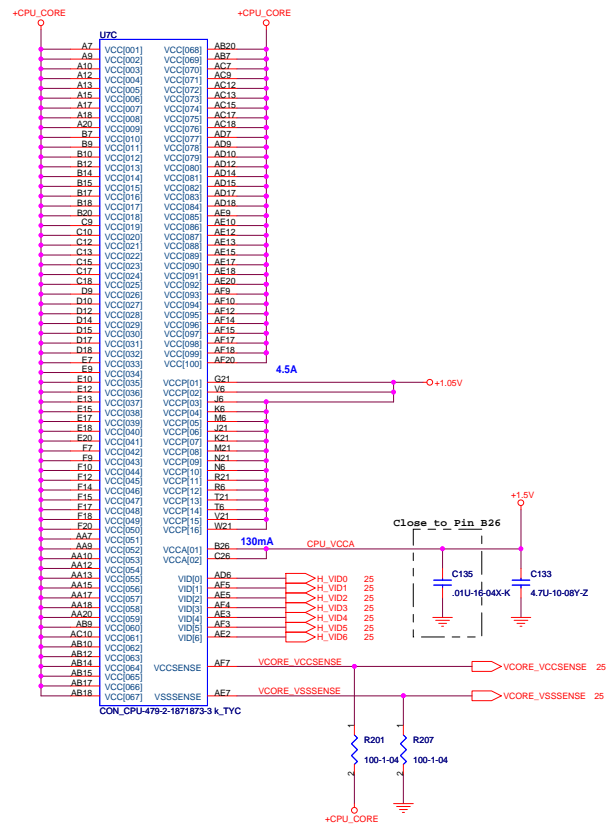 +CPU_CORE +CPU_CORE
U7C
A7 VCC[001] VCC[068] AB20
A9 VCC[002] VCC[069] AB7
A10 VCC[003] VCC[070] AC7
A12 VCC[004] VCC[071] AC9
A13 VCC[005] VCC[072] AC12
A15 VCC[006] VCC[073] AC13
A17 VCC[007] VCC[074] AC15
A18 VCC[008] VCC[075] AC17
A20 VCC[009] VCC[076] AC18
B7 VCC[010] VCC[077] AD7
B9 VCC[011] VCC[078] AD9
B10 VCC[012] VCC[079] AD10
B12 VCC[013] VCC[080] AD12
B14 VCC[014] VCC[081] AD14
B15 VCC[015] VCC[082] AD15
B17 VCC[016] VCC[083] AD17
B18 VCC[017] VCC[084] AD18
B20 VCC[018] VCC[085] AE9
C9 VCC[019] VCC[086] AE10
C10 VCC[020] VCC[087] AE12
C12 VCC[021] VCC[088] AE13
C13 VCC[022] VCC[089] AE15
C15 VCC[023] VCC[090] AE17
C17 VCC[024] VCC[091] AE18
C18 VCC[025] VCC[092] AE20
D9 VCC[026] VCC[093] AF9
D10 VCC[027] VCC[094] AF10
D12 VCC[028] VCC[095] AF12
D14 VCC[029] VCC[096] AF14
D15 VCC[030] VCC[097] AF15
D17 VCC[031] VCC[098] AF17
D18 VCC[032] VCC[099] AF18
E7 VCC[033] VCC[100] AF20
E9 VCC[034] 4.5A
E10 VCC[035] VCCP[01] G21 +1.05V
E12 VCC[036] VCCP[02] V6
E13 VCC[037] VCCP[03] J6
E15 VCC[038] VCCP[04] K6
E17 VCC[039] VCCP[05] M6
E18 VCC[040] VCCP[06] J21
E20 VCC[041] VCCP[07] K21
F7 VCC[042] VCCP[08] M21
F9 VCC[043] VCCP[09] N21
F10 VCC[044] VCCP[10] N6
F12 VCC[045] VCCP[11] R21
F14 VCC[046] VCCP[12] R6
F15 VCC[047] VCCP[13] T21
F17 VCC[048] VCCP[14] T6
F18 VCC[049] VCCP[15] V21
F20 VCC[050] VCCP[16] W21
+1.5V
Close to Pin B26
AA7 VCC[051] 130mA CPU_VCCA
AA9 VCC[052] VCCA[01] B26
AA10 VCC[053] VCCA[02] C26
AA12 VCC[054]
AA13 VCC[055] VID[0] AD6 H_VID0 25
AA15 VCC[056] VID[1] AF5 H_VID1 25
AA17 VCC[057] VID[2] AE5 H_VID2 25
AA18 VCC[058] VID[3] AF4 H_VID3 25
AA20 VCC[059] VID[4] AE3 H_VID4 25
AB9 VCC[060] VID[5] AF3 H_VID5 25
AC10 VCC[061] VID[6] AE2 H_VID6 25
C135
.01U-16-04X-K
C133
4.7U-10-08Y-Z
AB10 VCC[062]
AB12 VCC[063]
AB14 VCC[064] VCCSENSE AF7 VCORE_VCCSENSE VCORE_VCCSENSE 25
AB15 VCC[065]
AB17 VCC[066]
AB18 VCC[067] VSSSENSE AE7 VCORE_VSSSENSE VCORE_VSSSENSE 25
CON_CPU-479-2-1871873-3 k_TYC
1 1
R201 R207
100-1-04 100-1-04
2 2
+CPU_CORE